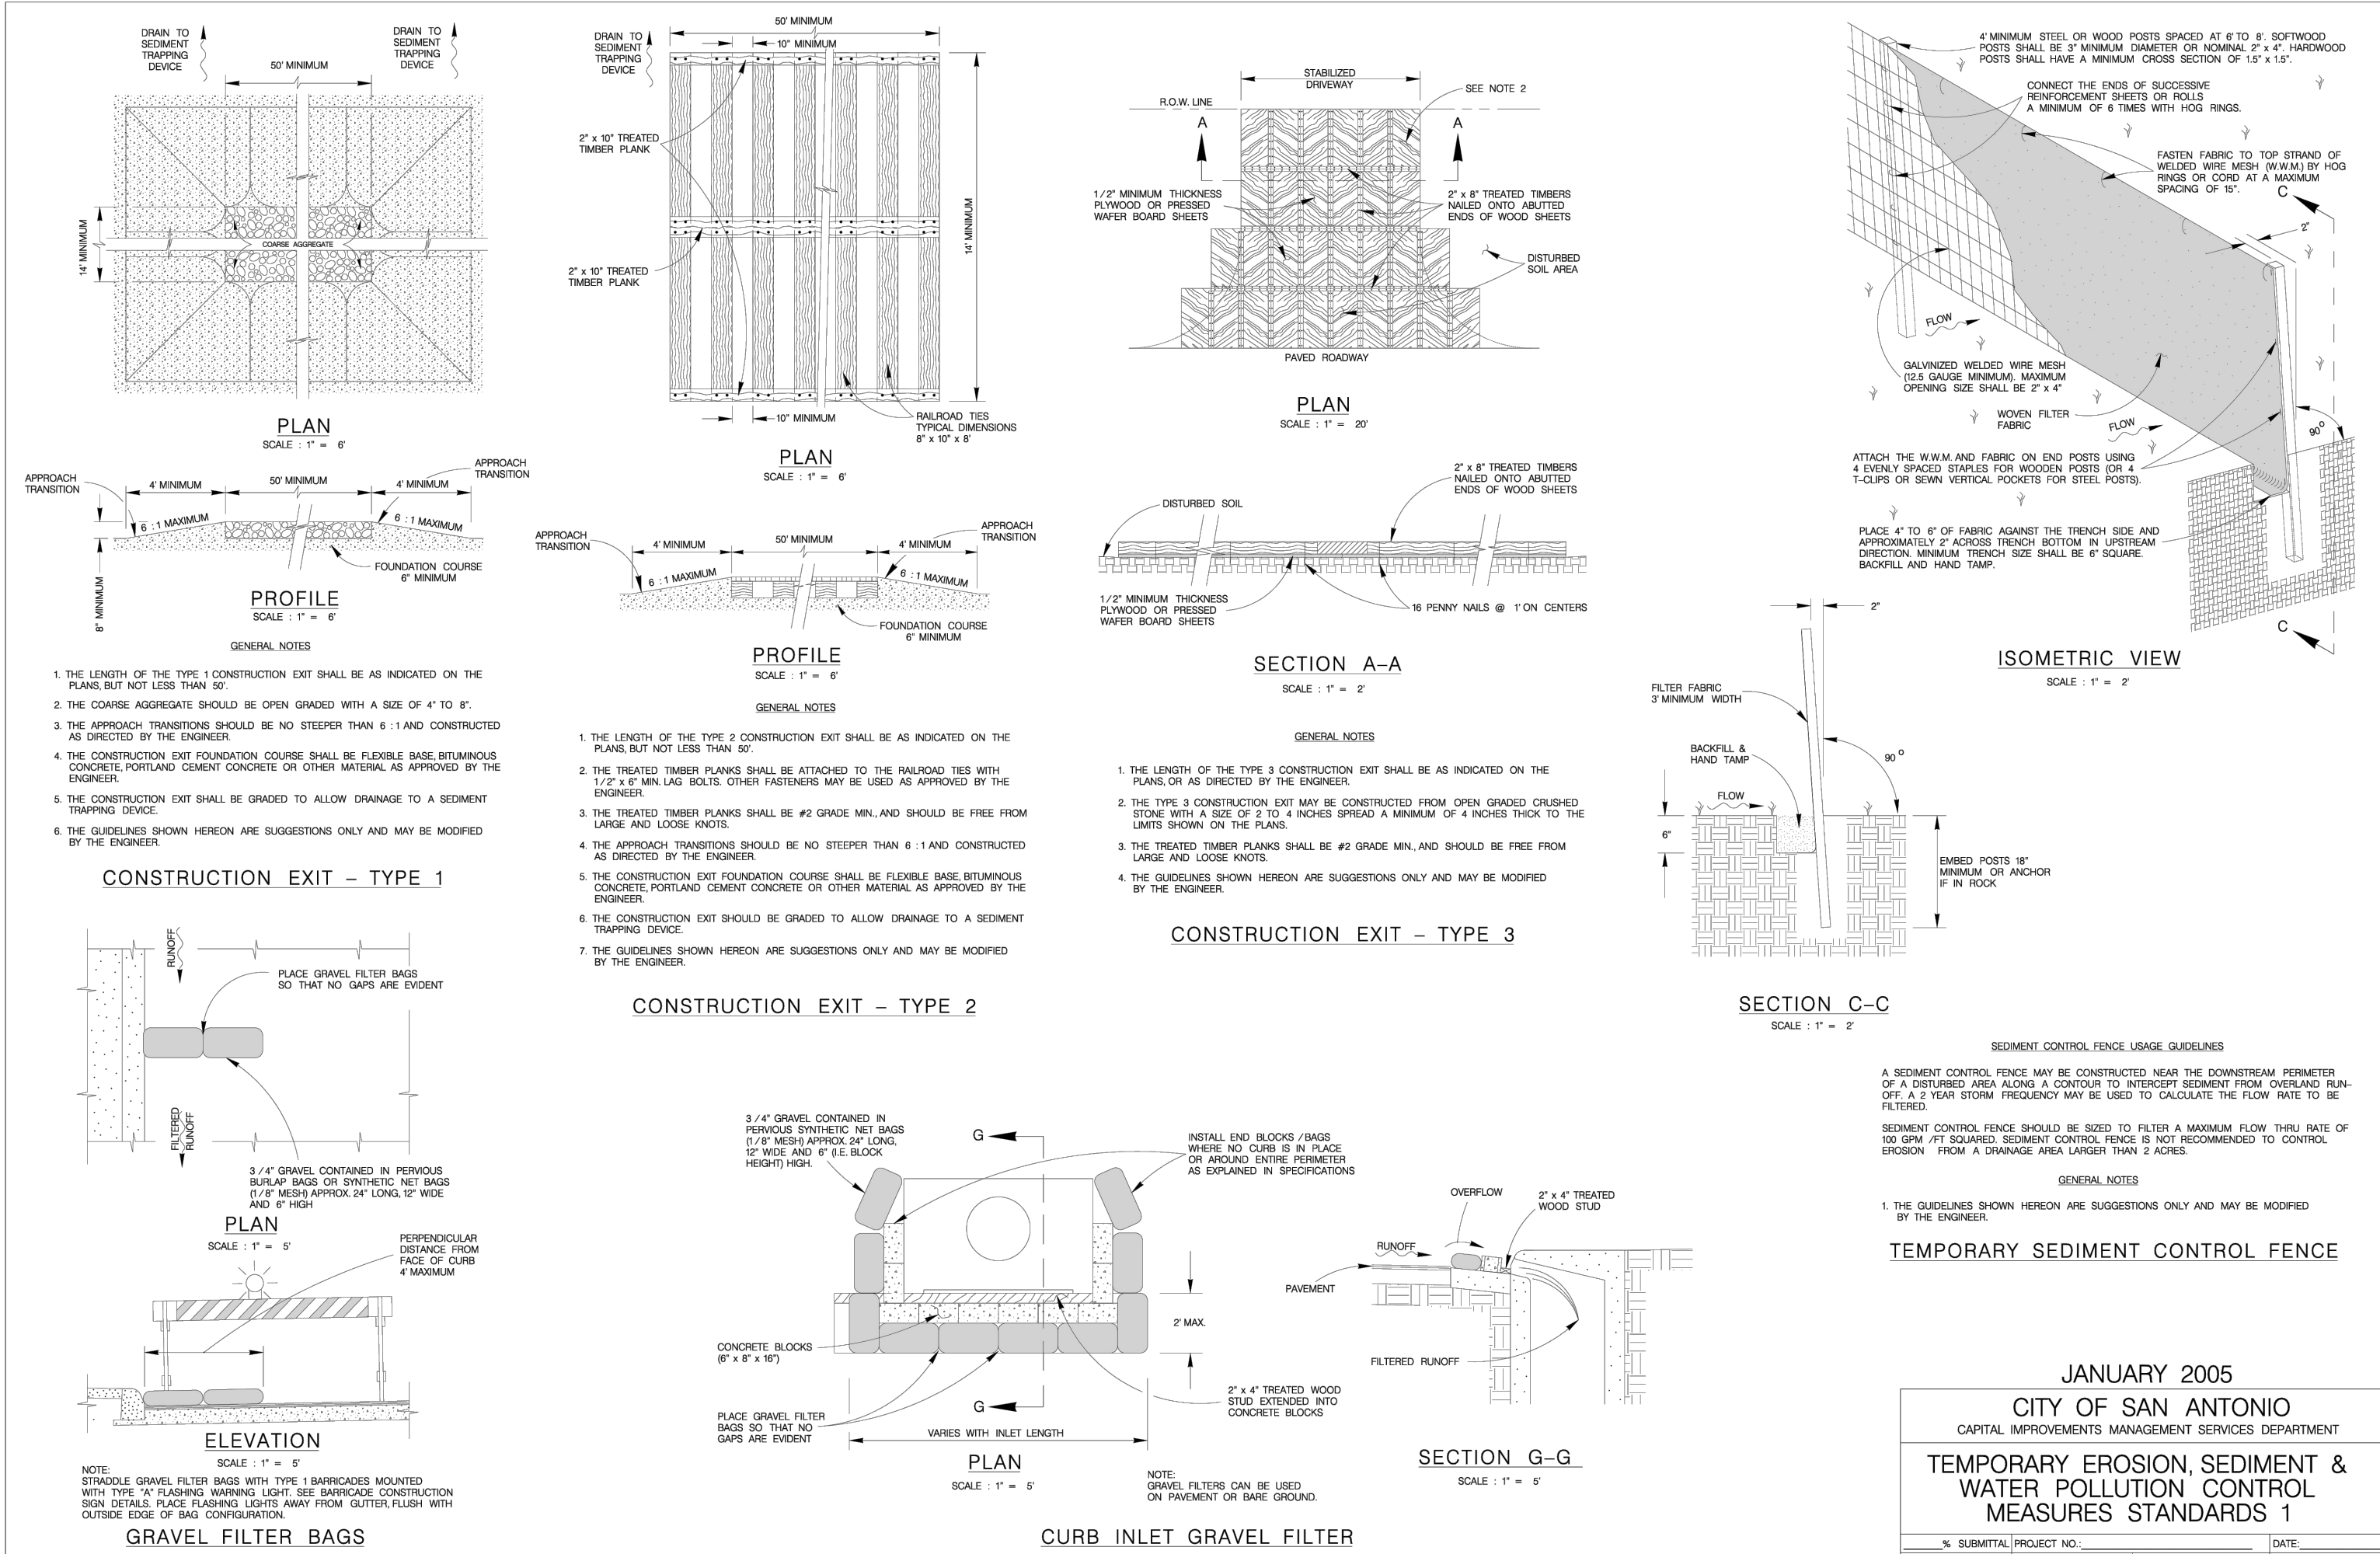 DRAIN TO
SEDIMENT
TRAPPING
DEVICE
DRAIN TO
SEDIMENT
TRAPPING
DEVICE
50' MINIMUM
14' MINIMUM
COARSE AGGREGATE
PLAN
SCALE : 1" = 6'
APPROACH
TRANSITION
APPROACH
TRANSITION
4' MINIMUM
50' MINIMUM
4' MINIMUM
6 : 1 MAXIMUM
6 : 1 MAXIMUM
8" MINIMUM
FOUNDATION COURSE
6" MINIMUM
PROFILE
SCALE : 1" = 6'
GENERAL NOTES
1. THE LENGTH OF THE TYPE 1 CONSTRUCTION EXIT SHALL BE AS INDICATED ON THE
PLANS, BUT NOT LESS THAN 50'.
2. THE COARSE AGGREGATE SHOULD BE OPEN GRADED WITH A SIZE OF 4" TO 8".
3. THE APPROACH TRANSITIONS SHOULD BE NO STEEPER THAN 6 : 1 AND CONSTRUCTED
AS DIRECTED BY THE ENGINEER.
4. THE CONSTRUCTION EXIT FOUNDATION COURSE SHALL BE FLEXIBLE BASE, BITUMINOUS
CONCRETE, PORTLAND CEMENT CONCRETE OR OTHER MATERIAL AS APPROVED BY THE
ENGINEER.
5. THE CONSTRUCTION EXIT SHALL BE GRADED TO ALLOW DRAINAGE TO A SEDIMENT
TRAPPING DEVICE.
6. THE GUIDELINES SHOWN HEREON ARE SUGGESTIONS ONLY AND MAY BE MODIFIED
BY THE ENGINEER.
CONSTRUCTION EXIT – TYPE 1
RUNOFF
PLACE GRAVEL FILTER BAGS
SO THAT NO GAPS ARE EVIDENT
FILTERED
RUNOFF
3 /4" GRAVEL CONTAINED IN PERVIOUS
BURLAP BAGS OR SYNTHETIC NET BAGS
(1/8" MESH) APPROX. 24" LONG, 12" WIDE
AND 6" HIGH
PLAN
SCALE : 1" = 5'
PERPENDICULAR
DISTANCE FROM
FACE OF CURB
4' MAXIMUM
ELEVATION
SCALE : 1" = 5'
NOTE:
STRADDLE GRAVEL FILTER BAGS WITH TYPE 1 BARRICADES MOUNTED
WITH TYPE "A" FLASHING WARNING LIGHT. SEE BARRICADE CONSTRUCTION
SIGN DETAILS. PLACE FLASHING LIGHTS AWAY FROM GUTTER, FLUSH WITH
OUTSIDE EDGE OF BAG CONFIGURATION.
GRAVEL FILTER BAGS
DRAIN TO
SEDIMENT
TRAPPING
DEVICE
50' MINIMUM
10" MINIMUM
2" x 10" TREATED
TIMBER PLANK
2" x 10" TREATED
TIMBER PLANK
14' MINIMUM
10" MINIMUM
RAILROAD TIES
TYPICAL DIMENSIONS
8" x 10" x 8'
PLAN
SCALE : 1" = 6'
APPROACH
TRANSITION
APPROACH
TRANSITION
4' MINIMUM
50' MINIMUM
4' MINIMUM
6 : 1 MAXIMUM
6 : 1 MAXIMUM
FOUNDATION COURSE
6" MINIMUM
PROFILE
SCALE : 1" = 6'
GENERAL NOTES
1. THE LENGTH OF THE TYPE 2 CONSTRUCTION EXIT SHALL BE AS INDICATED ON THE
PLANS, BUT NOT LESS THAN 50'.
2. THE TREATED TIMBER PLANKS SHALL BE ATTACHED TO THE RAILROAD TIES WITH
1/2" x 6" MIN. LAG BOLTS. OTHER FASTENERS MAY BE USED AS APPROVED BY THE
ENGINEER.
3. THE TREATED TIMBER PLANKS SHALL BE #2 GRADE MIN., AND SHOULD BE FREE FROM
LARGE AND LOOSE KNOTS.
4. THE APPROACH TRANSITIONS SHOULD BE NO STEEPER THAN 6 : 1 AND CONSTRUCTED
AS DIRECTED BY THE ENGINEER.
5. THE CONSTRUCTION EXIT FOUNDATION COURSE SHALL BE FLEXIBLE BASE, BITUMINOUS
CONCRETE, PORTLAND CEMENT CONCRETE OR OTHER MATERIAL AS APPROVED BY THE
ENGINEER.
6. THE CONSTRUCTION EXIT SHOULD BE GRADED TO ALLOW DRAINAGE TO A SEDIMENT
TRAPPING DEVICE.
7. THE GUIDELINES SHOWN HEREON ARE SUGGESTIONS ONLY AND MAY BE MODIFIED
BY THE ENGINEER.
CONSTRUCTION EXIT – TYPE 2
STABILIZED
DRIVEWAY
SEE NOTE 2
R.O.W. LINE
A
A
1/2" MINIMUM THICKNESS
PLYWOOD OR PRESSED
WAFER BOARD SHEETS
2" x 8" TREATED TIMBERS
NAILED ONTO ABUTTED
ENDS OF WOOD SHEETS
DISTURBED
SOIL AREA
PAVED ROADWAY
PLAN
SCALE : 1" = 20'
2" x 8" TREATED TIMBERS
NAILED ONTO ABUTTED
ENDS OF WOOD SHEETS
DISTURBED SOIL
1/2" MINIMUM THICKNESS
PLYWOOD OR PRESSED
WAFER BOARD SHEETS
16 PENNY NAILS @ 1' ON CENTERS
SECTION A–A
SCALE : 1" = 2'
GENERAL NOTES
1. THE LENGTH OF THE TYPE 3 CONSTRUCTION EXIT SHALL BE AS INDICATED ON THE
PLANS, OR AS DIRECTED BY THE ENGINEER.
2. THE TYPE 3 CONSTRUCTION EXIT MAY BE CONSTRUCTED FROM OPEN GRADED CRUSHED
STONE WITH A SIZE OF 2 TO 4 INCHES SPREAD A MINIMUM OF 4 INCHES THICK TO THE
LIMITS SHOWN ON THE PLANS.
3. THE TREATED TIMBER PLANKS SHALL BE #2 GRADE MIN., AND SHOULD BE FREE FROM
LARGE AND LOOSE KNOTS.
4. THE GUIDELINES SHOWN HEREON ARE SUGGESTIONS ONLY AND MAY BE MODIFIED
BY THE ENGINEER.
CONSTRUCTION EXIT – TYPE 3
3 /4" GRAVEL CONTAINED IN
PERVIOUS SYNTHETIC NET BAGS
(1/8" MESH) APPROX. 24" LONG,
12" WIDE AND 6" (I.E. BLOCK
HEIGHT) HIGH.
G
INSTALL END BLOCKS /BAGS
WHERE NO CURB IS IN PLACE
OR AROUND ENTIRE PERIMETER
AS EXPLAINED IN SPECIFICATIONS
2' MAX.
CONCRETE BLOCKS
(6" x 8" x 16")
PLACE GRAVEL FILTER
BAGS SO THAT NO
GAPS ARE EVIDENT
G
2" x 4" TREATED WOOD
STUD EXTENDED INTO
CONCRETE BLOCKS
VARIES WITH INLET LENGTH
PLAN
SCALE : 1" = 5'
NOTE:
GRAVEL FILTERS CAN BE USED
ON PAVEMENT OR BARE GROUND.
OVERFLOW
2" x 4" TREATED
WOOD STUD
RUNOFF
PAVEMENT
FILTERED RUNOFF
SECTION G–G
SCALE : 1" = 5'
CURB INLET GRAVEL FILTER
4' MINIMUM STEEL OR WOOD POSTS SPACED AT 6' TO 8'. SOFTWOOD
POSTS SHALL BE 3" MINIMUM DIAMETER OR NOMINAL 2" x 4". HARDWOOD
POSTS SHALL HAVE A MINIMUM CROSS SECTION OF 1.5" x 1.5".
CONNECT THE ENDS OF SUCCESSIVE
REINFORCEMENT SHEETS OR ROLLS
A MINIMUM OF 6 TIMES WITH HOG RINGS.
FASTEN FABRIC TO TOP STRAND OF
WELDED WIRE MESH (W.W.M.) BY HOG
RINGS OR CORD AT A MAXIMUM
SPACING OF 15".
C
2"
FLOW
GALVINIZED WELDED WIRE MESH
(12.5 GAUGE MINIMUM). MAXIMUM
OPENING SIZE SHALL BE 2" x 4"
WOVEN FILTER
FABRIC
FLOW
90°
ATTACH THE W.W.M. AND FABRIC ON END POSTS USING
4 EVENLY SPACED STAPLES FOR WOODEN POSTS (OR 4
T–CLIPS OR SEWN VERTICAL POCKETS FOR STEEL POSTS).
PLACE 4" TO 6" OF FABRIC AGAINST THE TRENCH SIDE AND
APPROXIMATELY 2" ACROSS TRENCH BOTTOM IN UPSTREAM
DIRECTION. MINIMUM TRENCH SIZE SHALL BE 6" SQUARE.
BACKFILL AND HAND TAMP.
C
ISOMETRIC VIEW
SCALE : 1" = 2'
2"
FILTER FABRIC
3' MINIMUM WIDTH
BACKFILL &
HAND TAMP
90°
FLOW
6"
EMBED POSTS 18"
MINIMUM OR ANCHOR
IF IN ROCK
SECTION C–C
SCALE : 1" = 2'
SEDIMENT CONTROL FENCE USAGE GUIDELINES
A SEDIMENT CONTROL FENCE MAY BE CONSTRUCTED NEAR THE DOWNSTREAM PERIMETER
OF A DISTURBED AREA ALONG A CONTOUR TO INTERCEPT SEDIMENT FROM OVERLAND RUN–
OFF. A 2 YEAR STORM FREQUENCY MAY BE USED TO CALCULATE THE FLOW RATE TO BE
FILTERED.
SEDIMENT CONTROL FENCE SHOULD BE SIZED TO FILTER A MAXIMUM FLOW THRU RATE OF
100 GPM /FT SQUARED. SEDIMENT CONTROL FENCE IS NOT RECOMMENDED TO CONTROL
EROSION FROM A DRAINAGE AREA LARGER THAN 2 ACRES.
GENERAL NOTES
1. THE GUIDELINES SHOWN HEREON ARE SUGGESTIONS ONLY AND MAY BE MODIFIED
BY THE ENGINEER.
TEMPORARY SEDIMENT CONTROL FENCE
JANUARY 2005
CITY OF SAN ANTONIO
CAPITAL IMPROVEMENTS MANAGEMENT SERVICES DEPARTMENT
TEMPORARY EROSION, SEDIMENT &
WATER POLLUTION CONTROL
MEASURES STANDARDS 1
% SUBMITTAL PROJECT NO.: DATE: